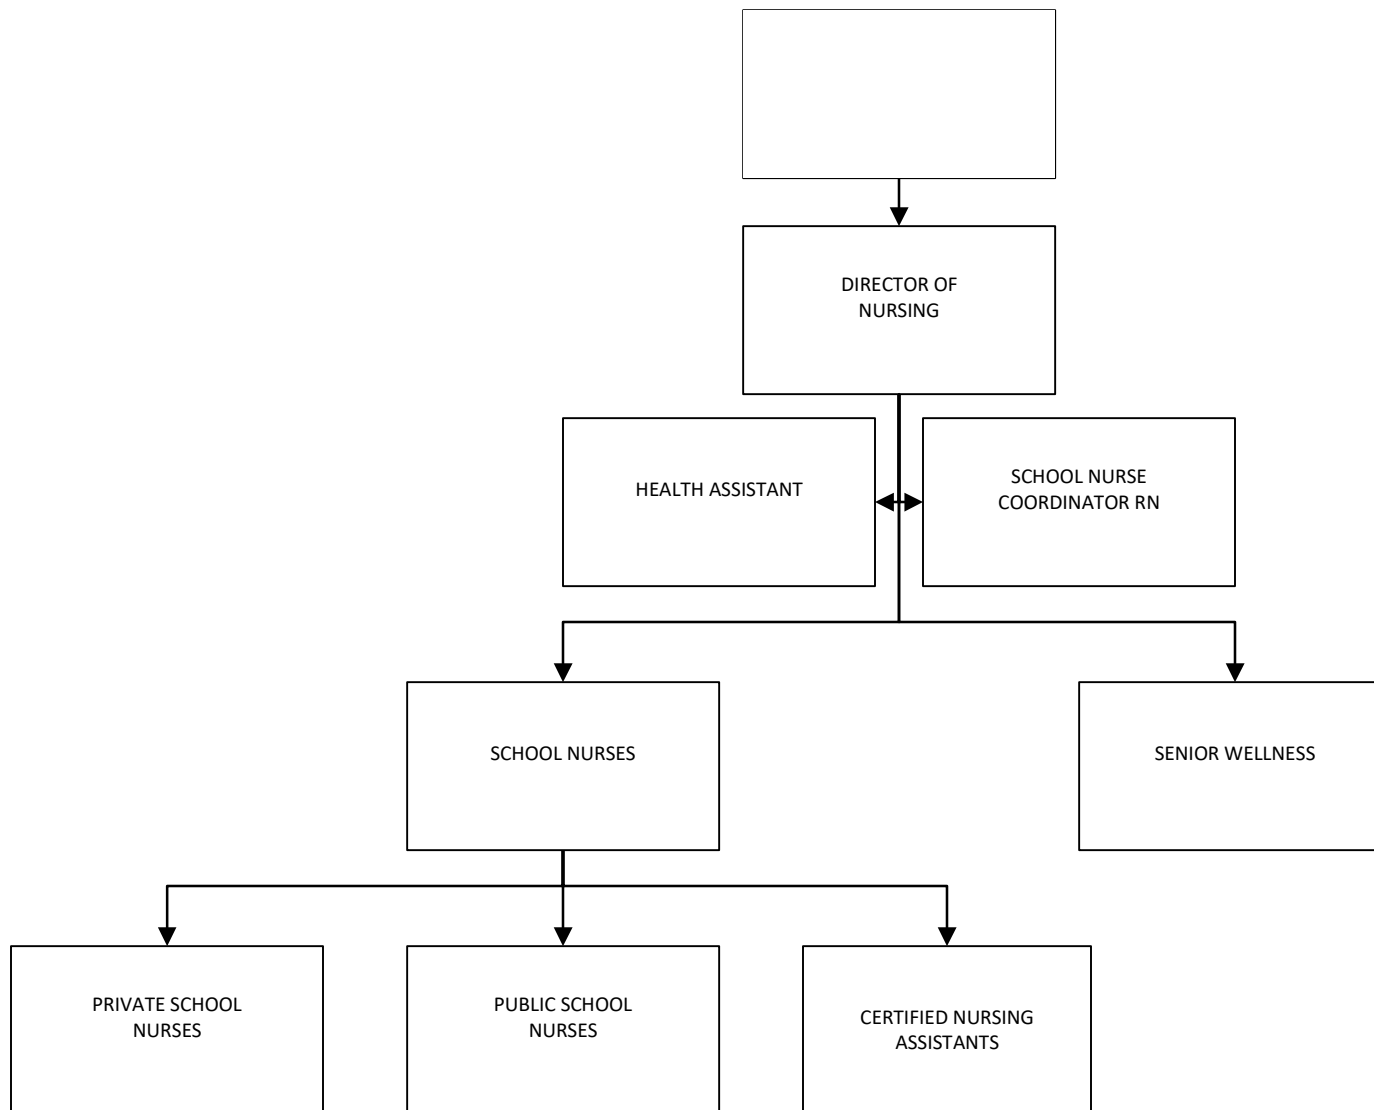 DIRECTOR OF
NURSING
HEALTH ASSISTANT
SCHOOL NURSE
COORDINATOR RN
SCHOOL NURSES
SENIOR WELLNESS
PRIVATE SCHOOL
NURSES
PUBLIC SCHOOL
NURSES
CERTIFIED NURSING
ASSISTANTS